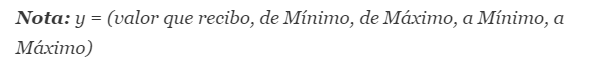 Nota: y = (valor que recibo, de Mínimo, de Máximo, a Mínimo, a
Máximo)